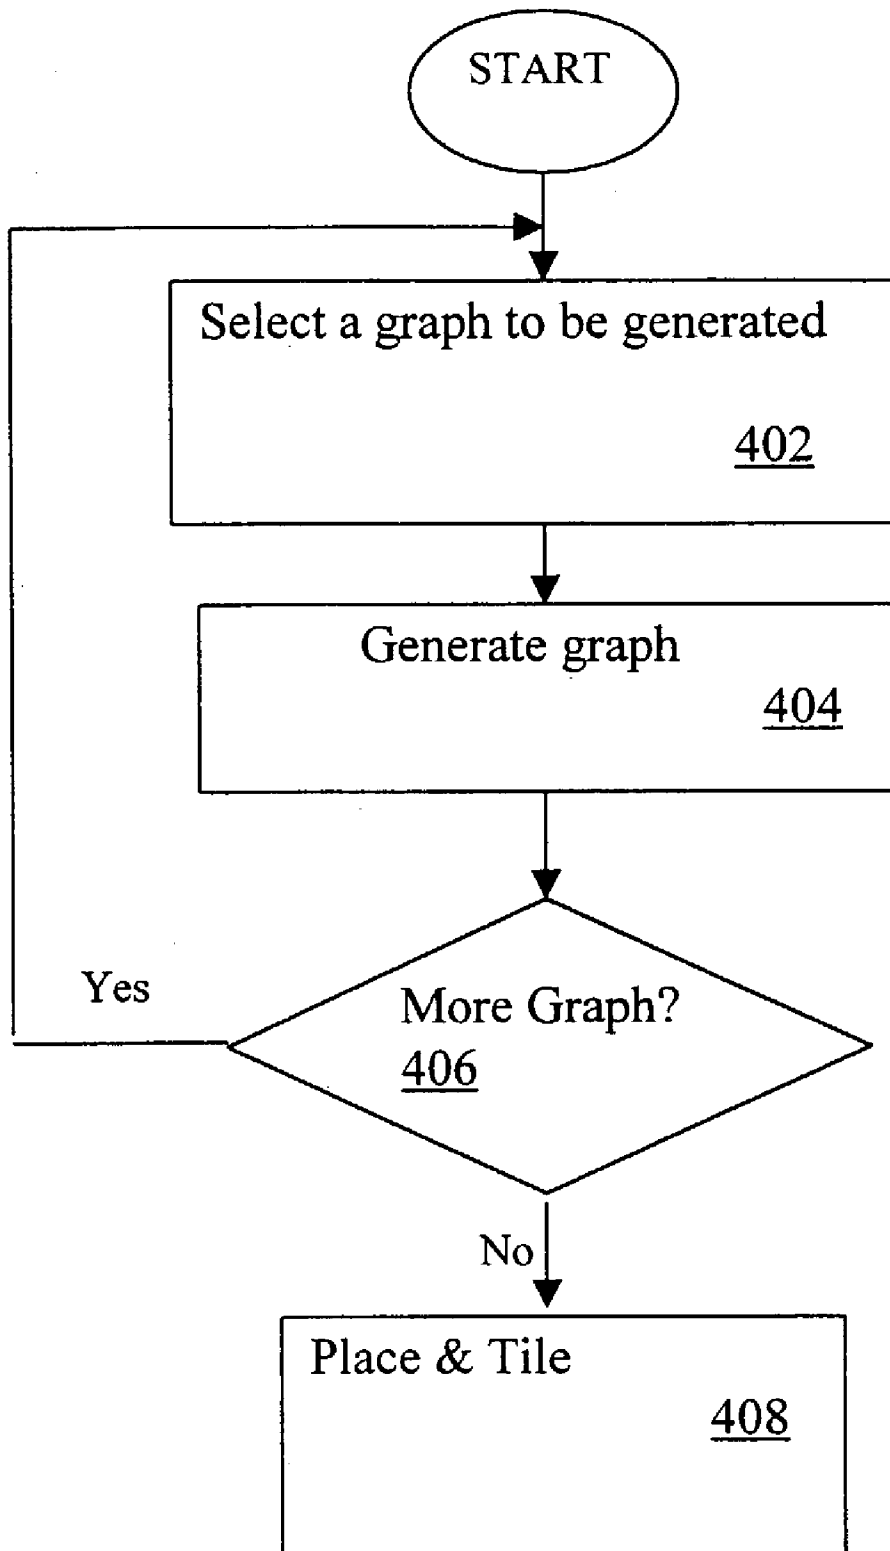 START
Select a graph to be generated
402
Generate graph
404
Yes
More Graph?
406
No
Place & Tile
408